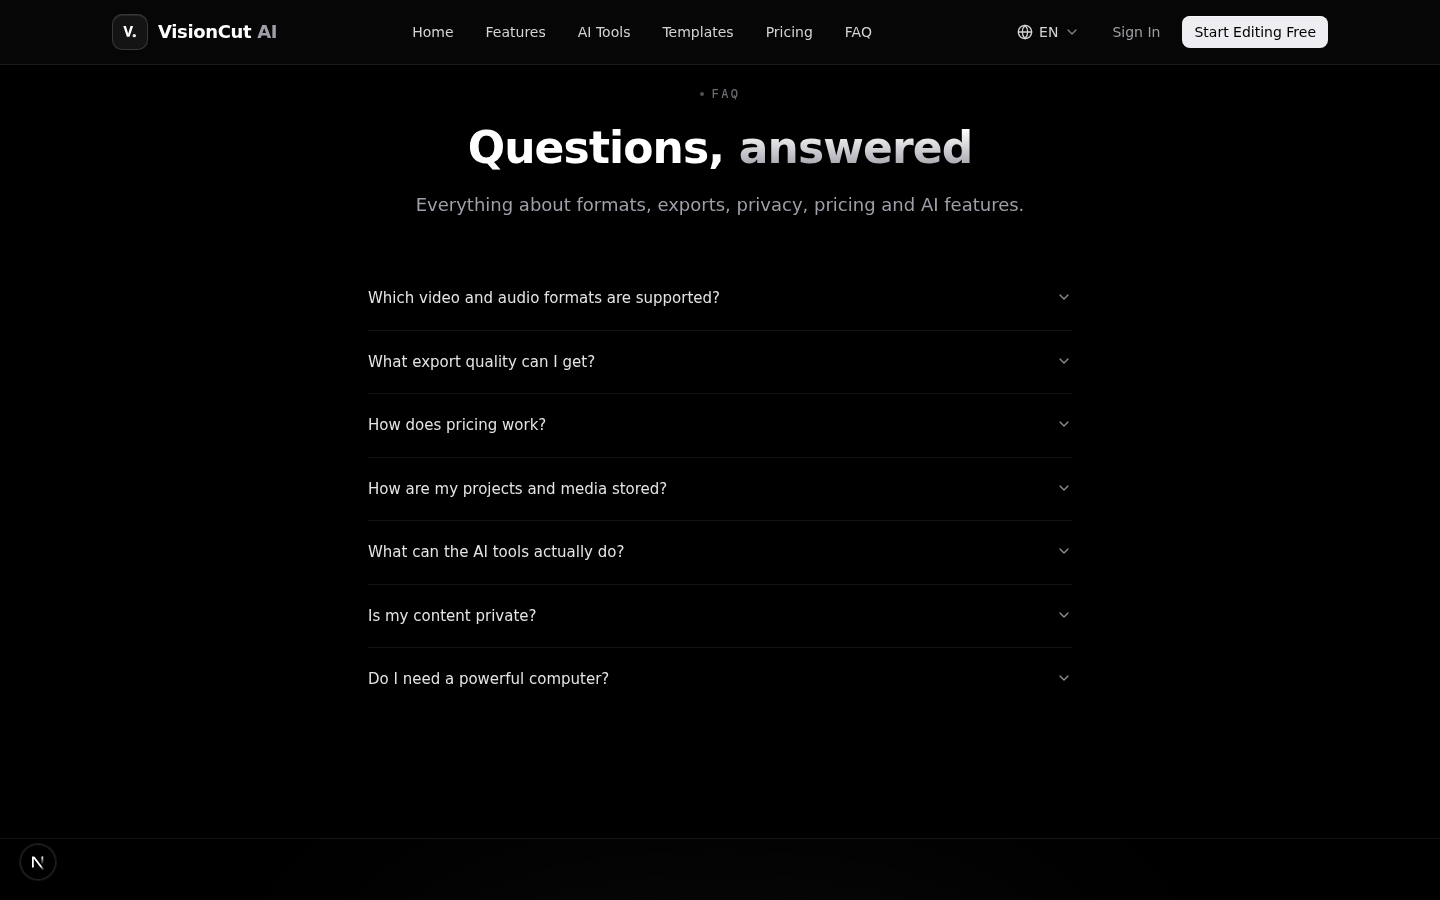 V.
VisionCut AI
Home
Features
AI Tools
Templates
Pricing
FAQ
EN
Sign In
Start Editing Free
• FAQ
Questions, answered
Everything about formats, exports, privacy, pricing and AI features.
Which video and audio formats are supported?
What export quality can I get?
How does pricing work?
How are my projects and media stored?
What can the AI tools actually do?
Is my content private?
Do I need a powerful computer?
N